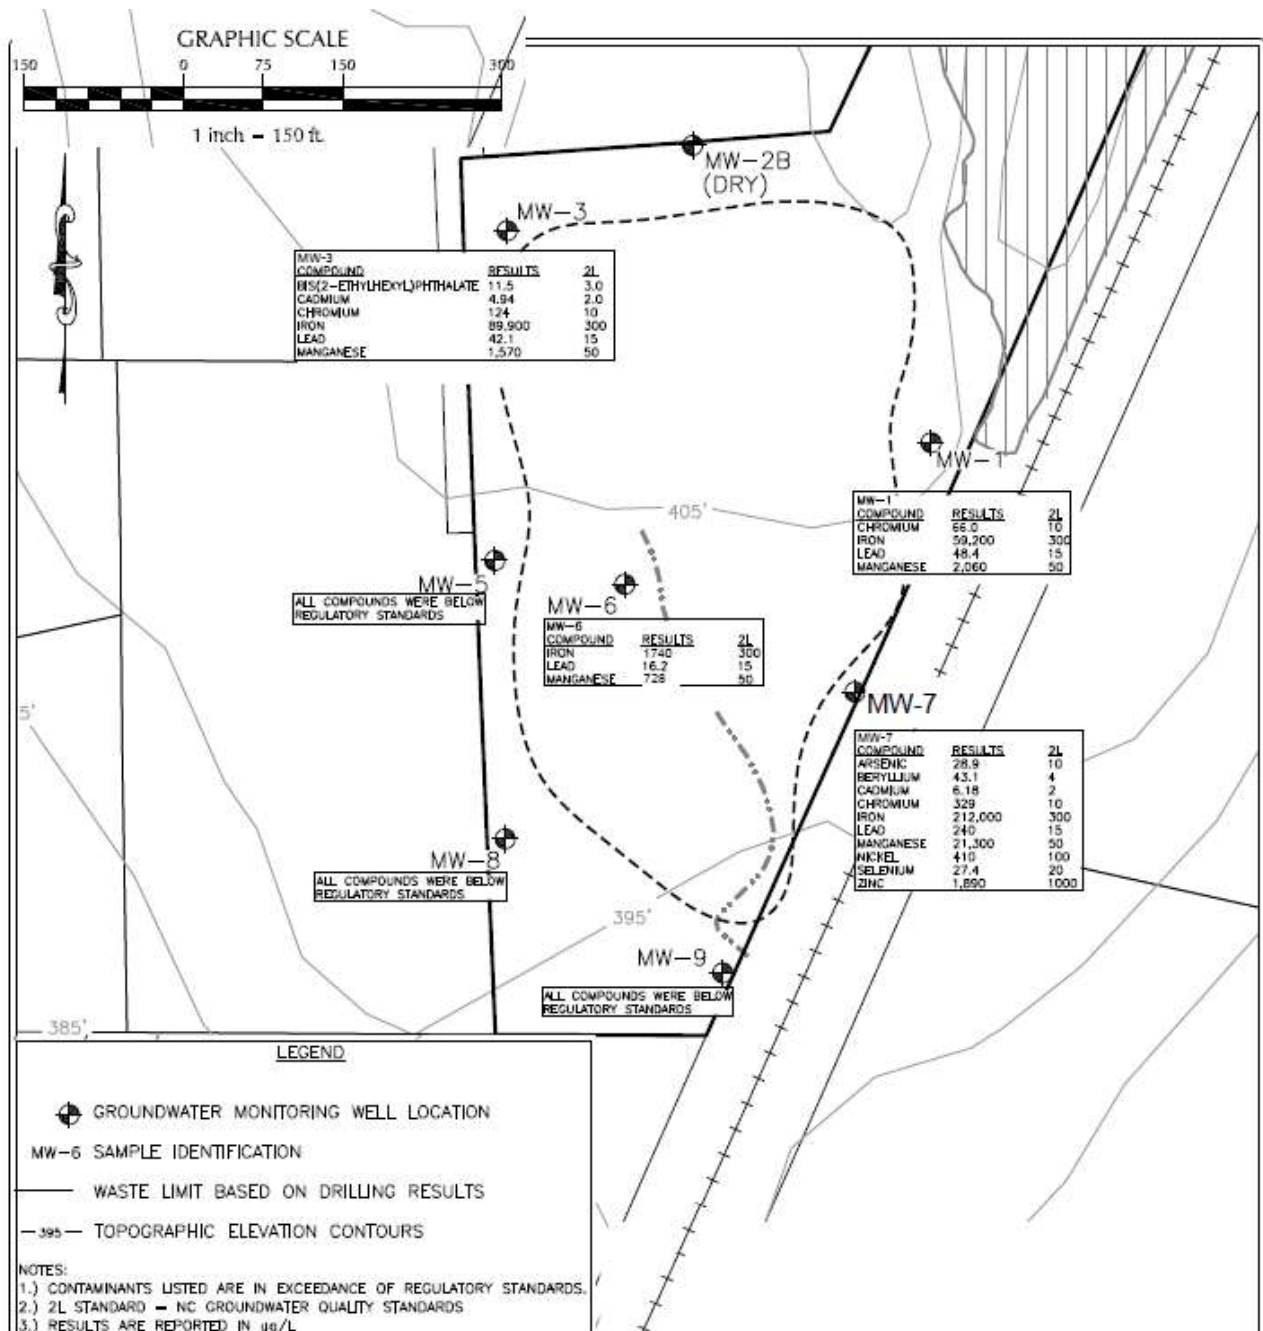 GRAPHIC SCALE
150 0 75 150 300
1 inch = 150 ft.
MW-2B
(DRY)
MW-3
MW-3
COMPOUND RESULTS 2L
BIS(2-ETHYLHEXYL)PHTHALATE 11.5 3.0
CADMIUM 4.94 2.0
CHROMIUM 124 10
IRON 89,900 300
LEAD 42.1 15
MANGANESE 1,570 50
MW-1
MW-1
COMPOUND RESULTS 2L
CHROMIUM 66.0 10
IRON 59,200 300
LEAD 48.4 15
MANGANESE 2,060 50
405'
MW-5
ALL COMPOUNDS WERE BELOW
REGULATORY STANDARDS
MW-6
MW-6
COMPOUND RESULTS 2L
IRON 1740 300
LEAD 16.2 15
MANGANESE 728 50
MW-7
MW-7
COMPOUND RESULTS 2L
ARSENIC 28.9 10
BERYLLIUM 43.1 4
CADMIUM 6.18 2
CHROMIUM 329 10
IRON 212,000 300
LEAD 240 15
MANGANESE 21,300 50
NICKEL 410 100
SELENIUM 27.4 20
ZINC 1,890 1000
5'
MW-8
ALL COMPOUNDS WERE BELOW
REGULATORY STANDARDS
395'
MW-9
ALL COMPOUNDS WERE BELOW
REGULATORY STANDARDS
385'
LEGEND
GROUNDWATER MONITORING WELL LOCATION
MW-6 SAMPLE IDENTIFICATION
WASTE LIMIT BASED ON DRILLING RESULTS
395 TOPOGRAPHIC ELEVATION CONTOURS
NOTES:
1.) CONTAMINANTS LISTED ARE IN EXCEEDANCE OF REGULATORY STANDARDS.
2.) 2L STANDARD - NC GROUNDWATER QUALITY STANDARDS
3.) RESULTS ARE REPORTED IN ug/L